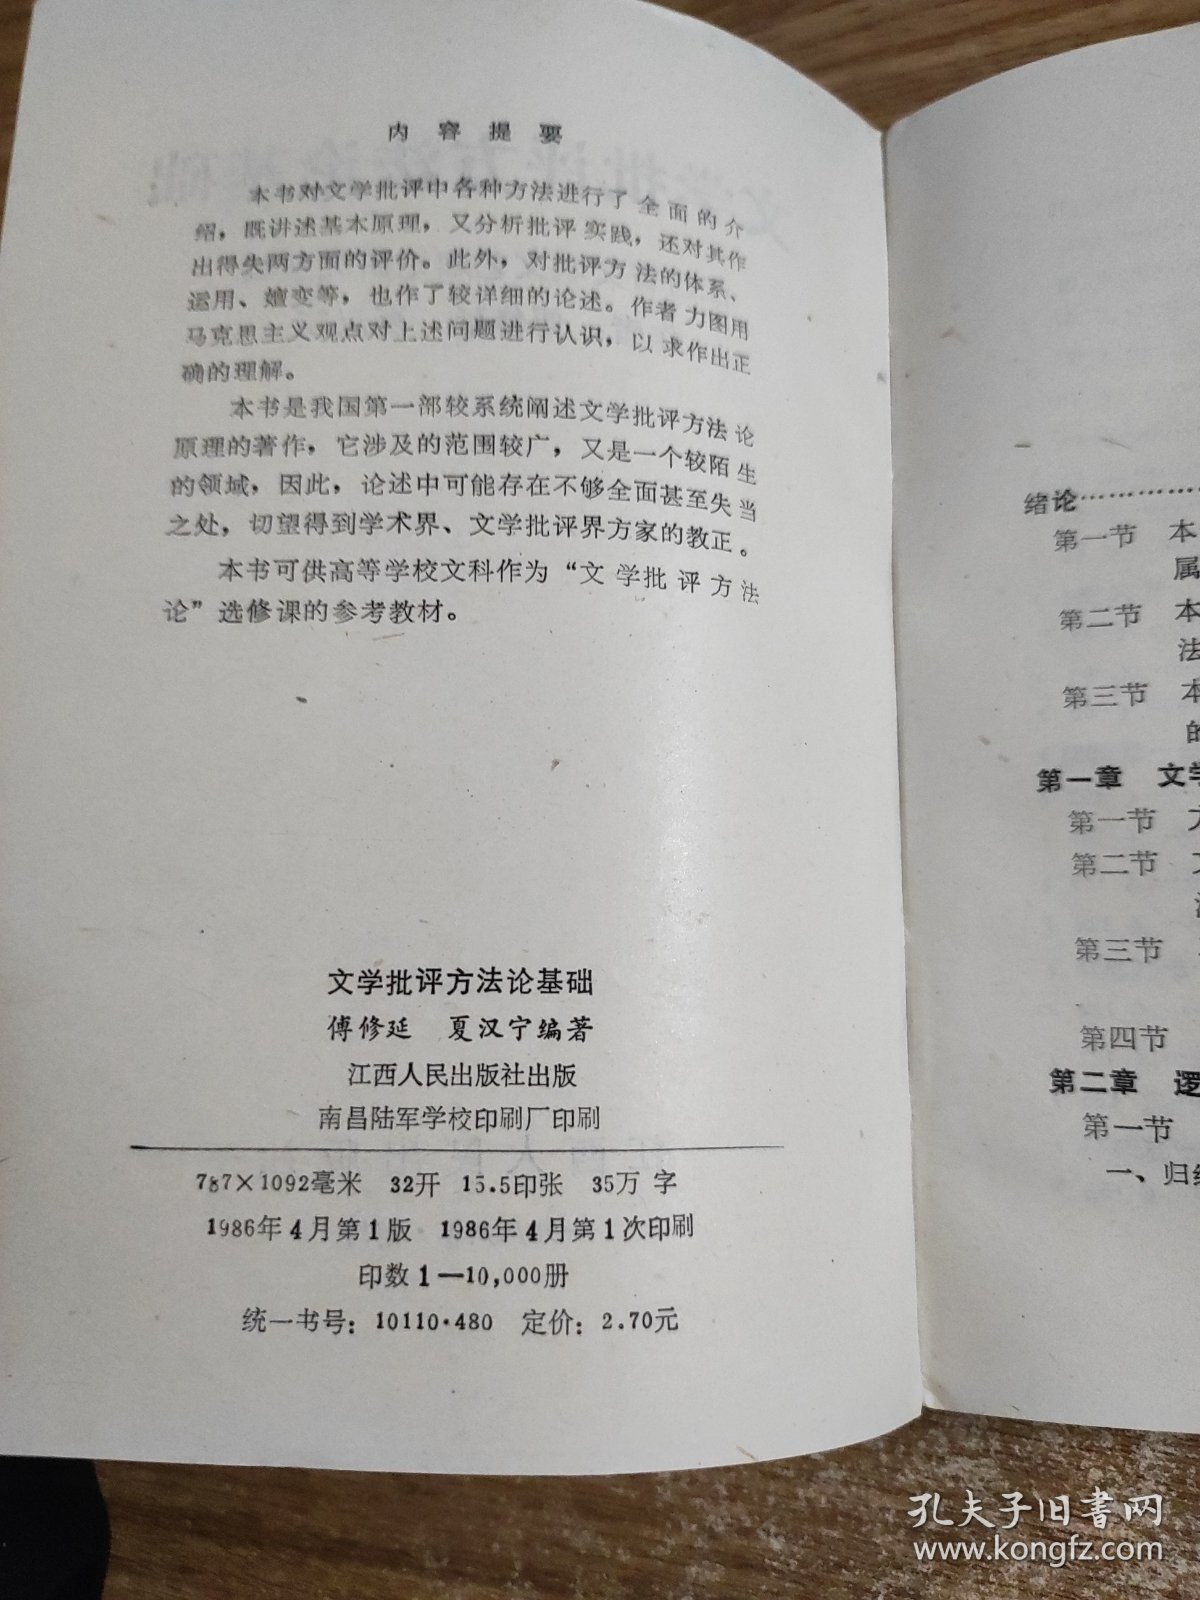 内容提要
本书对文学批评中各种方法进行了全面的介
绍，既讲述基本原理，又分析批评实践，还对其作
出得失两方面的评价。此外，对批评方法的体系、
运用、嬗变等，也作了较详细的论述。作者力图用
马克思主义观点对上述问题进行认识，以求作出正
确的理解。
本书是我国第一部较系统阐述文学批评方法论
原理的著作，它涉及的范围较广，又是一个较陌生
的领域，因此，论述中可能存在不够全面甚至失当
之处，切望得到学术界、文学批评界方家的教正。
本书可供高等学校文科作为“文学批评方法
论”选修课的参考教材。
文学批评方法论基础
傅修延 夏汉宁编著
江西人民出版社出版
南昌陆军学校印刷厂印刷
787×1092毫米 32开 15.5印张 35万字
1986年4月第1版 1986年4月第1次印刷
印数1—10,000册
统一书号：10110·480 定价：2.70元
绪论…………
第一节 本
属
第二节 本
法
第三节 本
的
第一章 文学
第一节
第二节
第三节
第四节
第二章 逻
第一节
一、归
孔夫子旧书网
www.kongfz.com